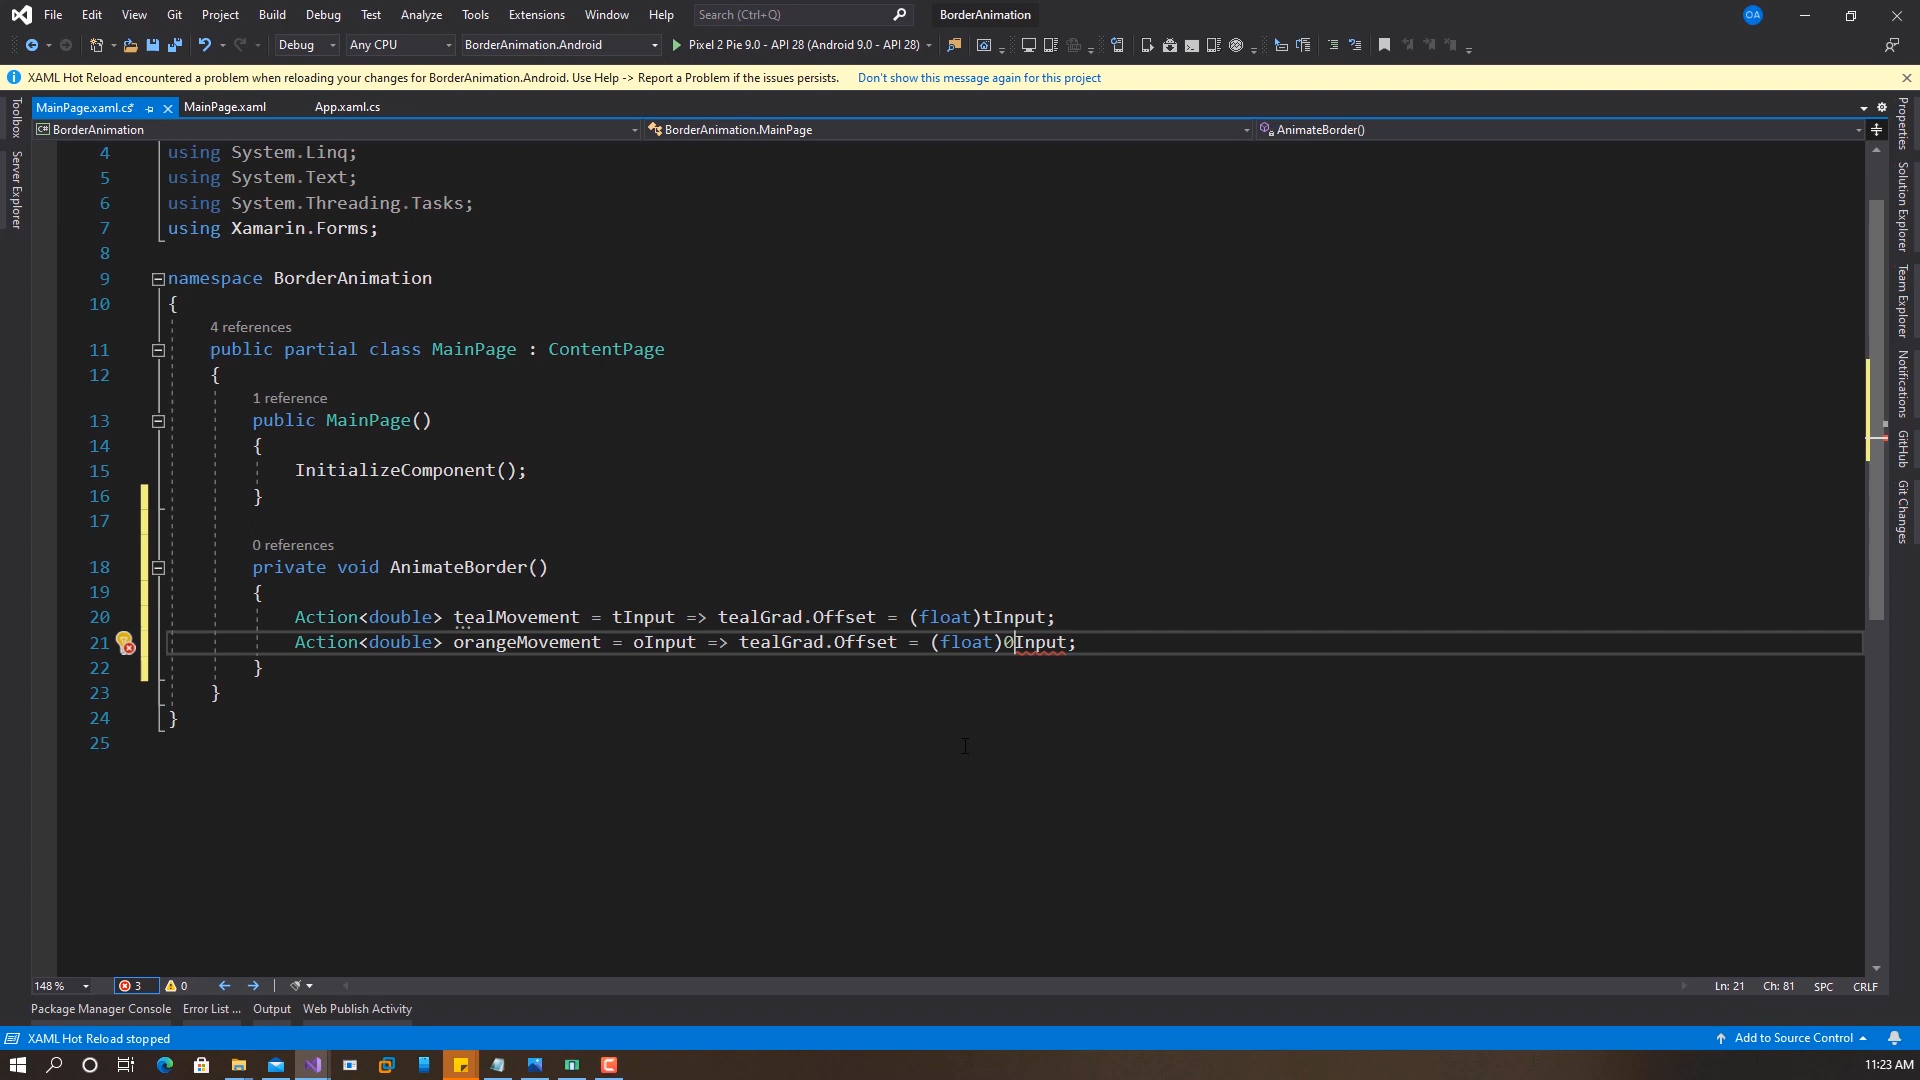 File Edit View Git Project Build Debug Test Analyze Tools Extensions Window Help Search (Ctrl+Q) BorderAnimation OA
Debug Any CPU BorderAnimation.Android Pixel 2 Pie 9.0 - API 28 (Android 9.0 - API 28)
XAML Hot Reload encountered a problem when reloading your changes for BorderAnimation.Android. Use Help -> Report a Problem if the issues persists. Don't show this message again for this project
MainPage.xaml.cs* MainPage.xaml App.xaml.cs
C# BorderAnimation BorderAnimation.MainPage AnimateBorder()
Toolbox
Server Explorer
4 using System.Linq;
5 using System.Text;
6 using System.Threading.Tasks;
7 using Xamarin.Forms;
8
9 namespace BorderAnimation
10 {
4 references
11 public partial class MainPage : ContentPage
12 {
1 reference
13 public MainPage()
14 {
15 InitializeComponent();
16 }
17
0 references
18 private void AnimateBorder()
19 {
20 Action<double> tealMovement = tInput => tealGrad.Offset = (float)tInput;
21 Action<double> orangeMovement = oInput => tealGrad.Offset = (float)0Input;
22 }
23 }
24 }
25
Properties
Solution Explorer
Team Explorer
Notifications
GitHub
Git Changes
148 % 3 0 Ln: 21 Ch: 81 SPC CRLF
Package Manager Console Error List ... Output Web Publish Activity
XAML Hot Reload stopped Add to Source Control
11:23 AM